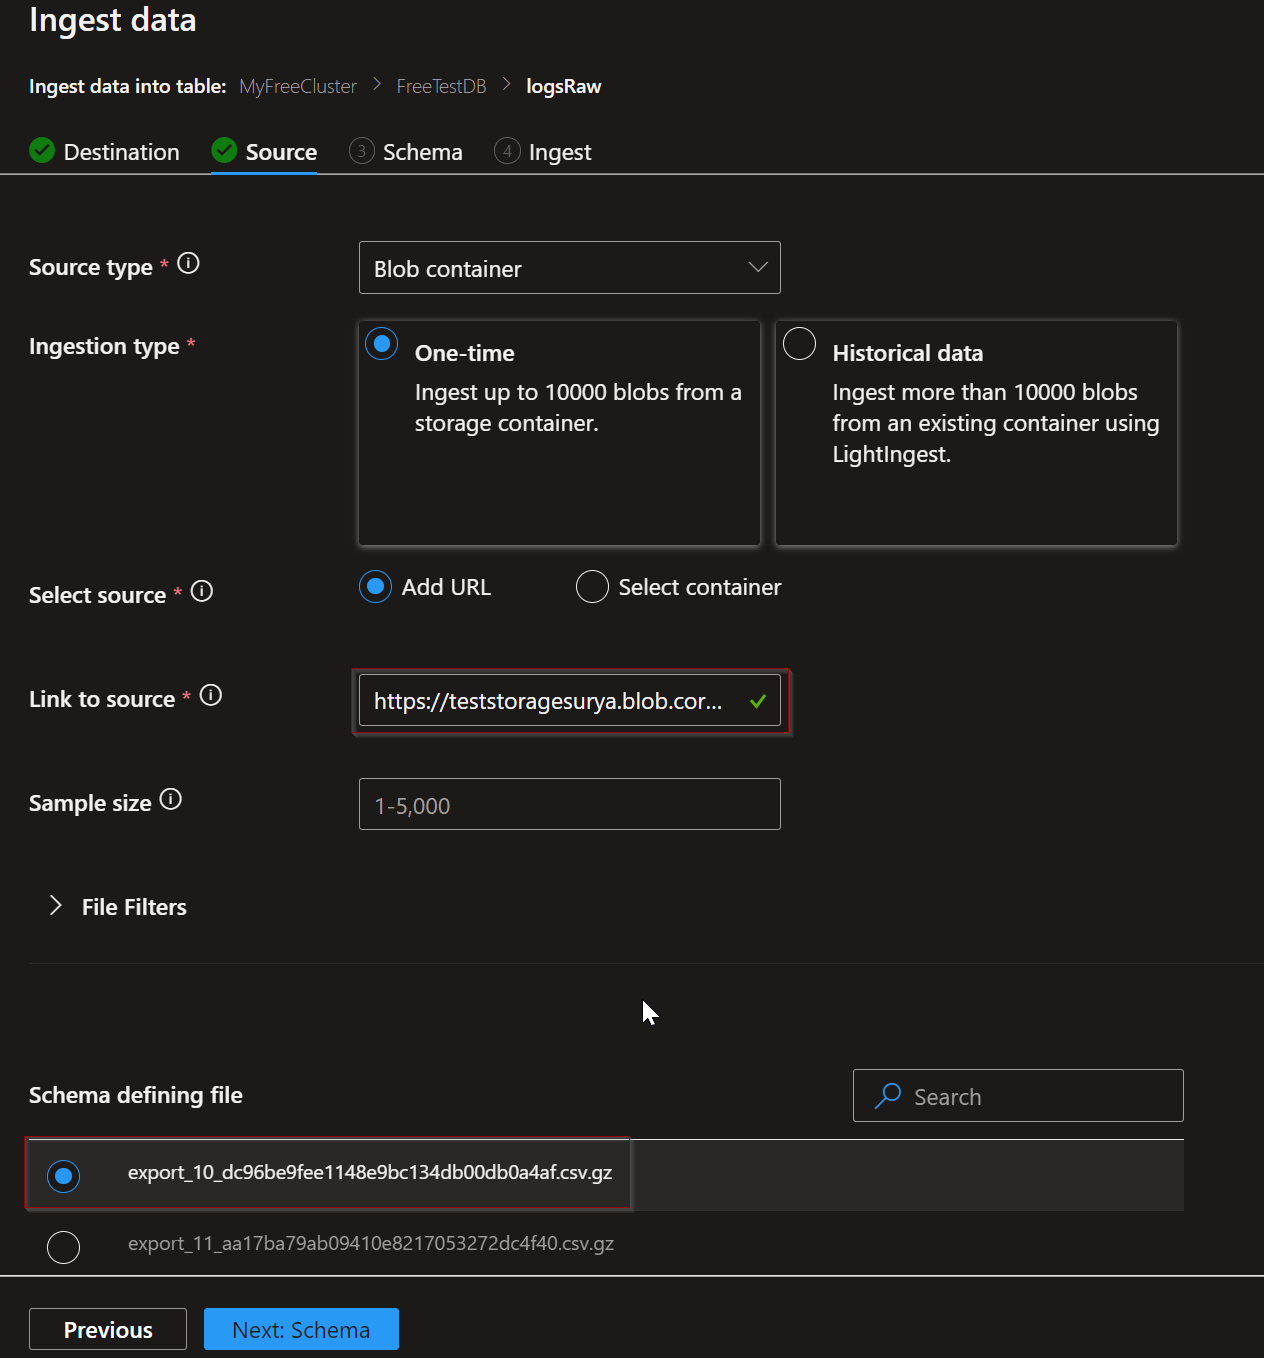 Ingest data
Ingest data into table: MyFreeCluster > FreeTestDB > logsRaw
Destination Source 3 Schema 4 Ingest
Source type * Blob container
Ingestion type *
One-time
Ingest up to 10000 blobs from a
storage container.
Historical data
Ingest more than 10000 blobs
from an existing container using
LightIngest.
Select source * Add URL Select container
Link to source * https://teststoragesurya.blob.cor...
Sample size 1-5,000
File Filters
Schema defining file Search
export_10_dc96be9fee1148e9bc134db00db0a4af.csv.gz
export_11_aa17ba79ab09410e8217053272dc4f40.csv.gz
Previous Next: Schema